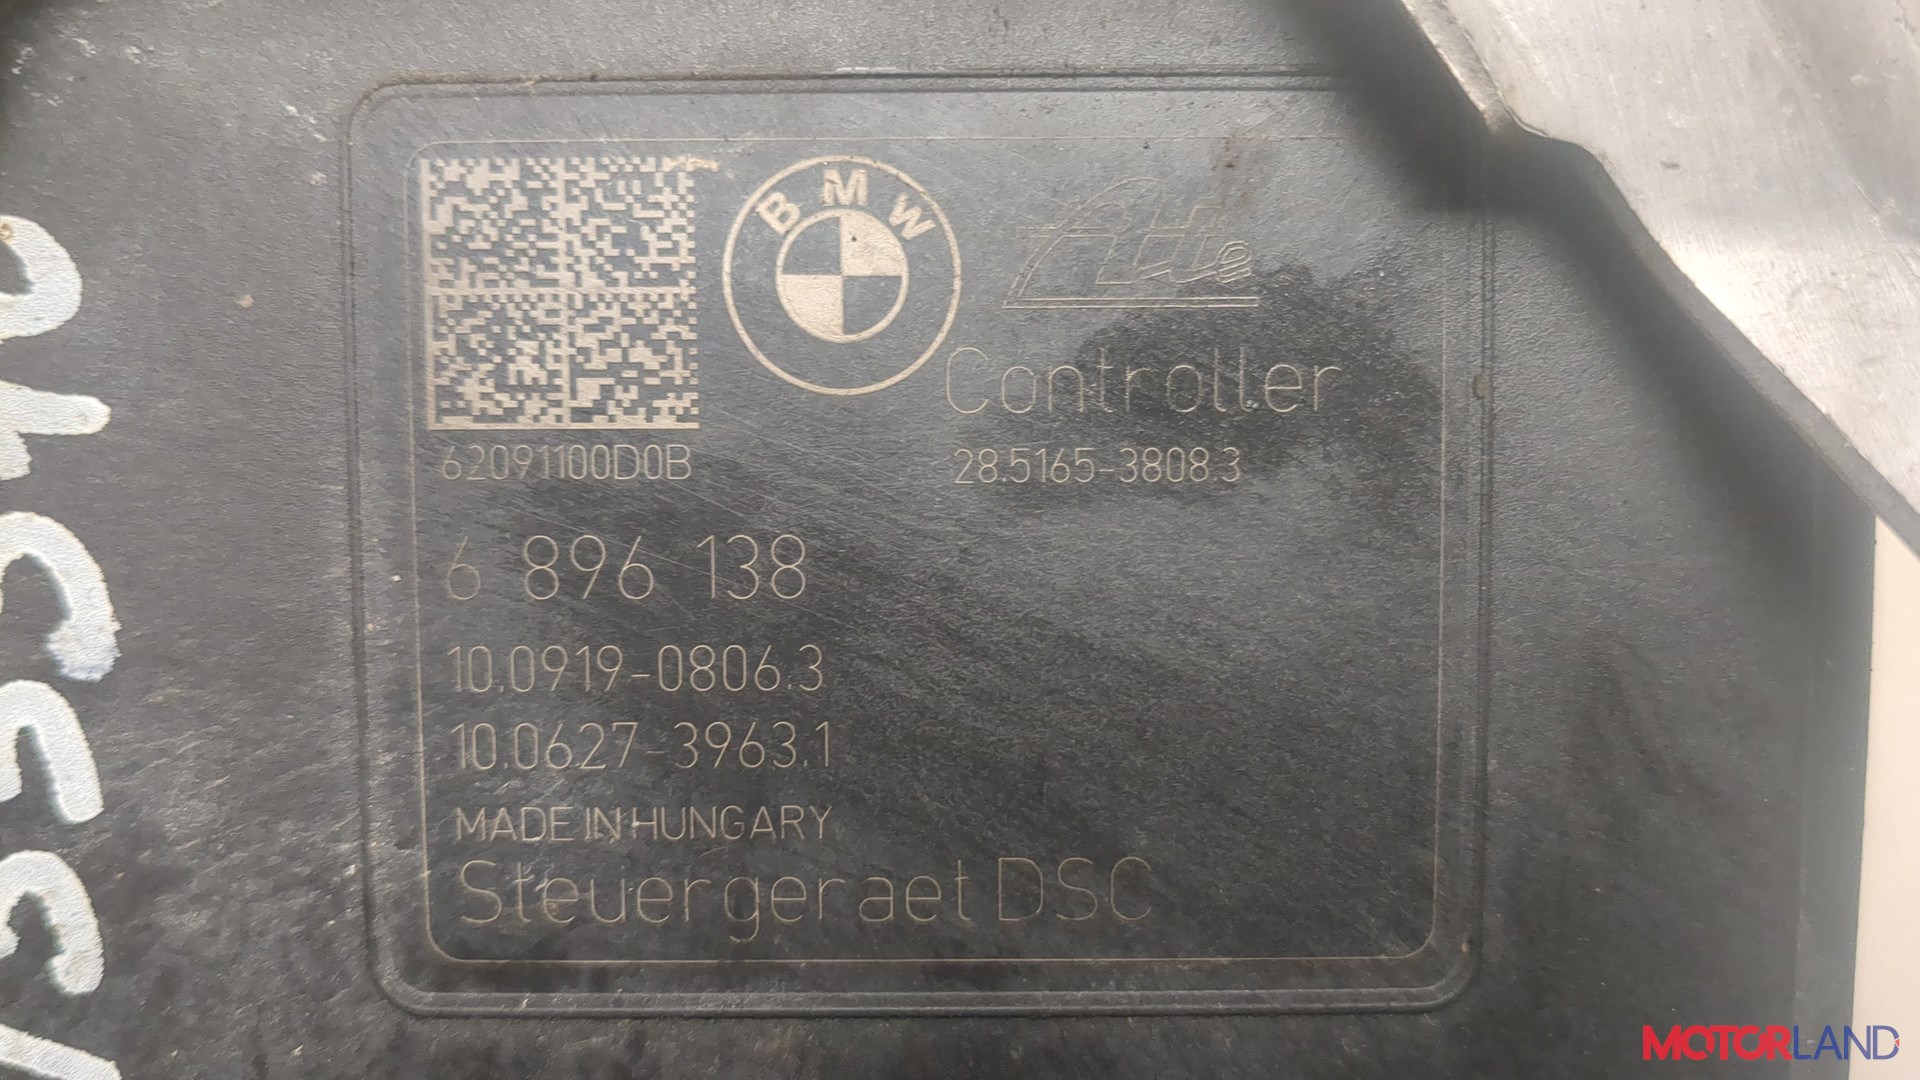 BMW
Ate
Controller
62091100D0B
28.5165-3808.3
6 896 138
10.0919-0806.3
10.0627-3963.1
MADE IN HUNGARY
Steuergeraet DSC
MOTORLAND